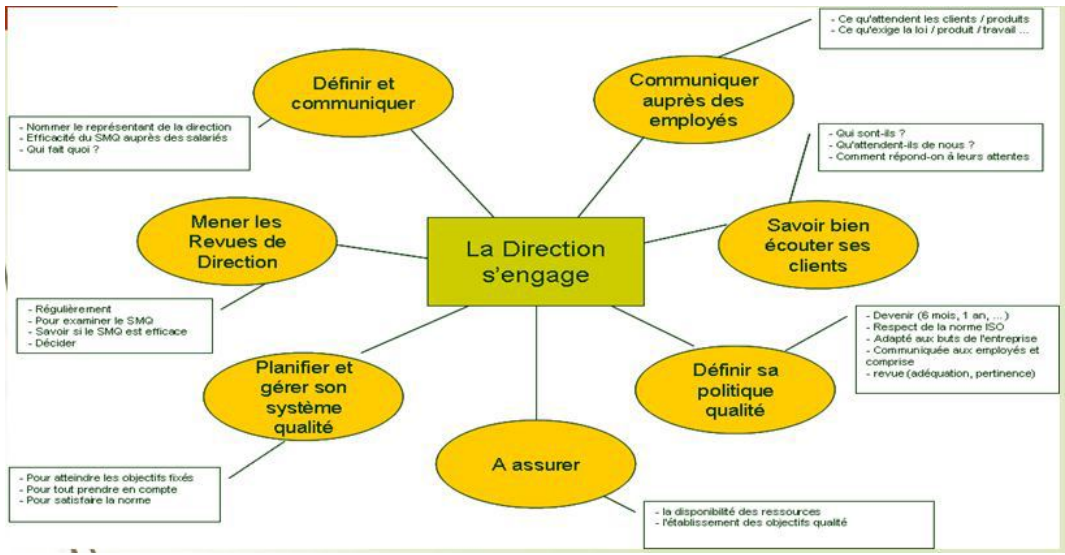 La Direction
s'engage
Définir et
communiquer
- Nommer le représentant de la direction
- Efficacité du SMQ auprès des salariés
- Qui fait quoi ?
Communiquer
auprès des
employés
- Ce qu'attendent les clients / produits
- Ce qu'exige la loi / produit / travail ...
Savoir bien
écouter ses
clients
- Qui sont-ils ?
- Qu'attendent-ils de nous ?
- Comment répond-on à leurs attentes
Définir sa
politique
qualité
- Devenir (6 mois, 1 an, ...)
- Respect de la norme ISO
- Adapté aux buts de l'entreprise
- Communiquée aux employés et
comprise
- revue (adéquation, pertinence)
A assurer
- la disponibilité des ressources
- l'établissement des objectifs qualité
Planifier et
gérer son
système
qualité
- Pour atteindre les objectifs fixés
- Pour tout prendre en compte
- Pour satisfaire la norme
Mener les
Revues de
Direction
- Régulièrement
- Pour examiner le SMQ
- Savoir si le SMQ est efficace
- Décider